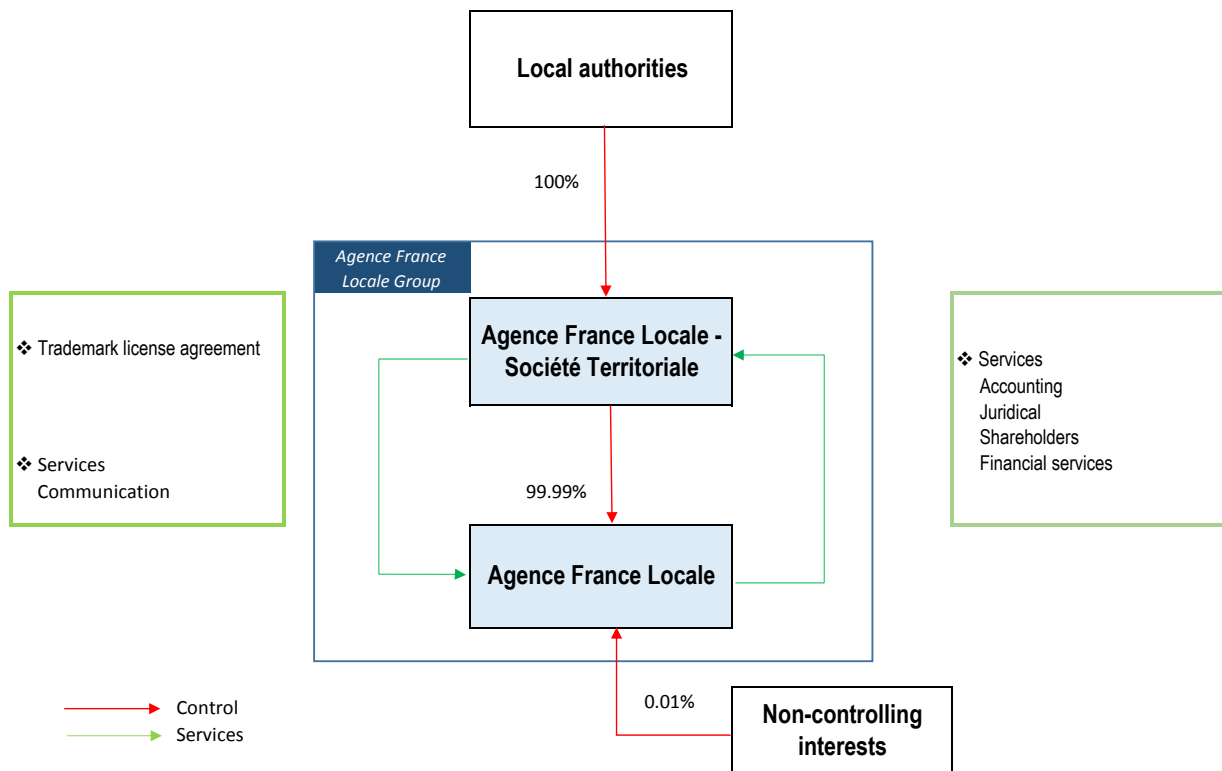 Local authorities
100%
Agence France
Locale Group
❖ Trademark license agreement
❖ Services
Communication
Agence France Locale -
Société Territoriale
99.99%
Agence France Locale
❖ Services
Accounting
Juridical
Shareholders
Financial services
0.01%
Non-controlling
interests
Control
Services